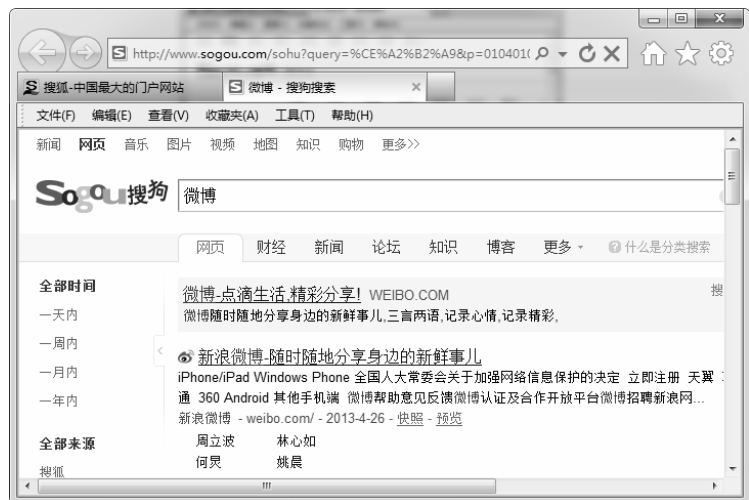 http://www.sogou.com/sohu?query=%CE%A2%B2%A9&p=010401(
搜狐-中国最大的门户网站 微博 - 搜狗搜索
文件(F) 编辑(E) 查看(V) 收藏夹(A) 工具(T) 帮助(H)
新闻 网页 音乐 图片 视频 地图 知识 购物 更多>>
Sogou搜狗 微博
网页 财经 新闻 论坛 知识 博客 更多 什么是分类搜索
全部时间
一天内
一周内
一月内
一年内
全部来源
搜狐
微博-点滴生活,精彩分享! WEIBO.COM 搜
微博随时随地分享身边的新鲜事儿,三言两语,记录心情,记录精彩,
新浪微博-随时随地分享身边的新鲜事儿
iPhone/iPad Windows Phone 全国人大常委会关于加强网络信息保护的决定 立即注册 天翼
通 360 Android 其他手机端 微博帮助意见反馈微博认证及合作开放平台微博招聘新浪网...
新浪微博 - weibo.com/ - 2013-4-26 - 快照 - 预览
周立波 林心如
何炅 姚晨